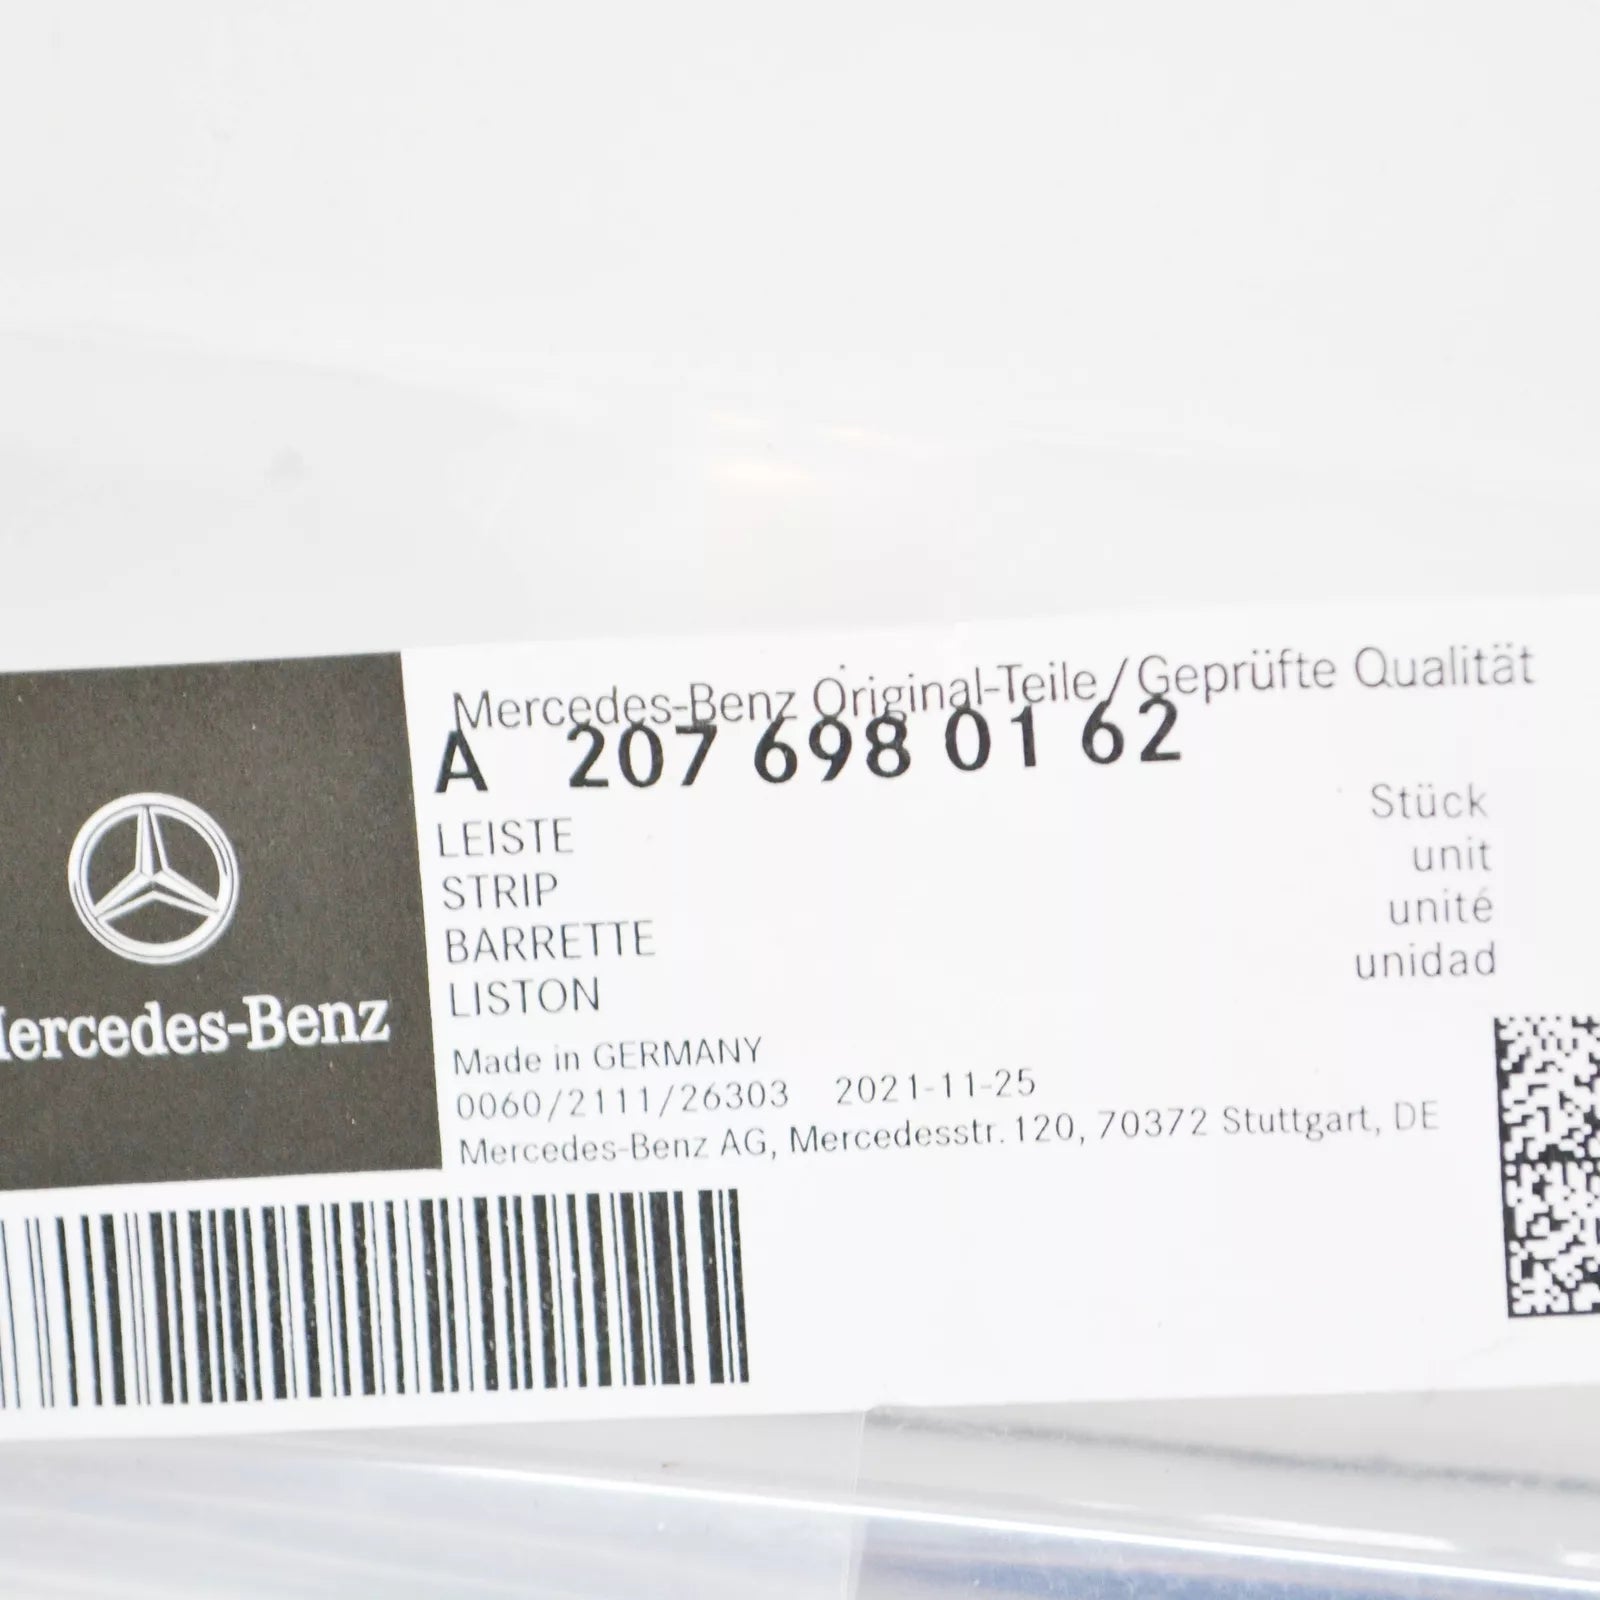 Mercedes-Benz Original-Teile/Geprüfte Qualität
A 207 698 01 62
LEISTE
STRIP
BARRETTE
LISTON
Stück
unit
unité
unidad
Made in GERMANY
0060/2111/26303 2021-11-25
Mercedes-Benz AG, Mercedesstr. 120, 70372 Stuttgart, DE
Mercedes-Benz